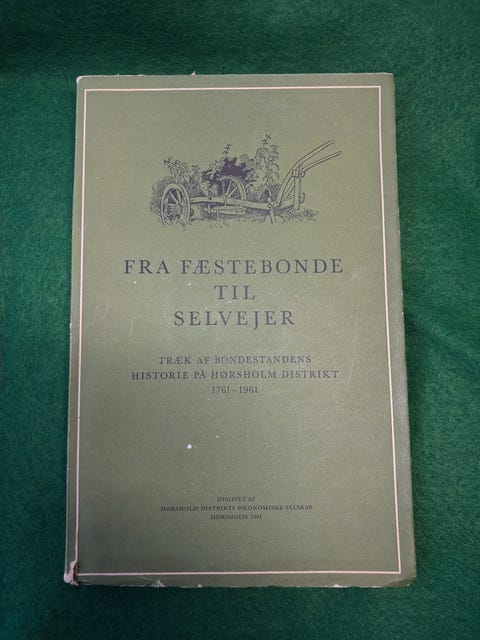 FRA FÆSTEBONDE
TIL
SELVEJER
TRÆK AF BONDESTANDENS
HISTORIE PÅ HØRSHOLM DISTRIKT
1761-1961
UDGIVET AF
HØRSHOLM DISTRIKTS ØKONOMISKE SELSKAB
HØRSHOLM 1961